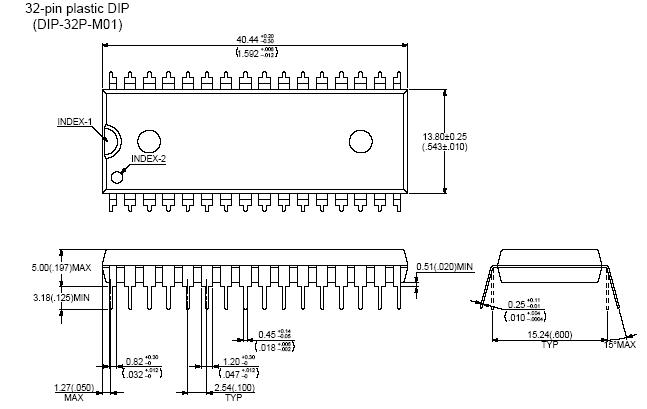 32-pin plastic DIP
(DIP-32P-M01)
40.44 +0.20 -0.30
(1.592 +.008 -.012)
INDEX-1
INDEX-2
13.80±0.25
(.543±.010)
5.00(.197)MAX
0.51(.020)MIN
3.18(.125)MIN
0.25 +0.11 -0.01
(.010 +.004 -.0004)
0.45 +0.14 -0.05
(.018 +.006 -.002)
15.24(.600)
TYP
15°MAX
0.82 +0.30 -0
(.032 +.012 -0)
1.20 +0.30 -0
(.047 +.012 -0)
1.27(.050)
MAX
2.54(.100)
TYP